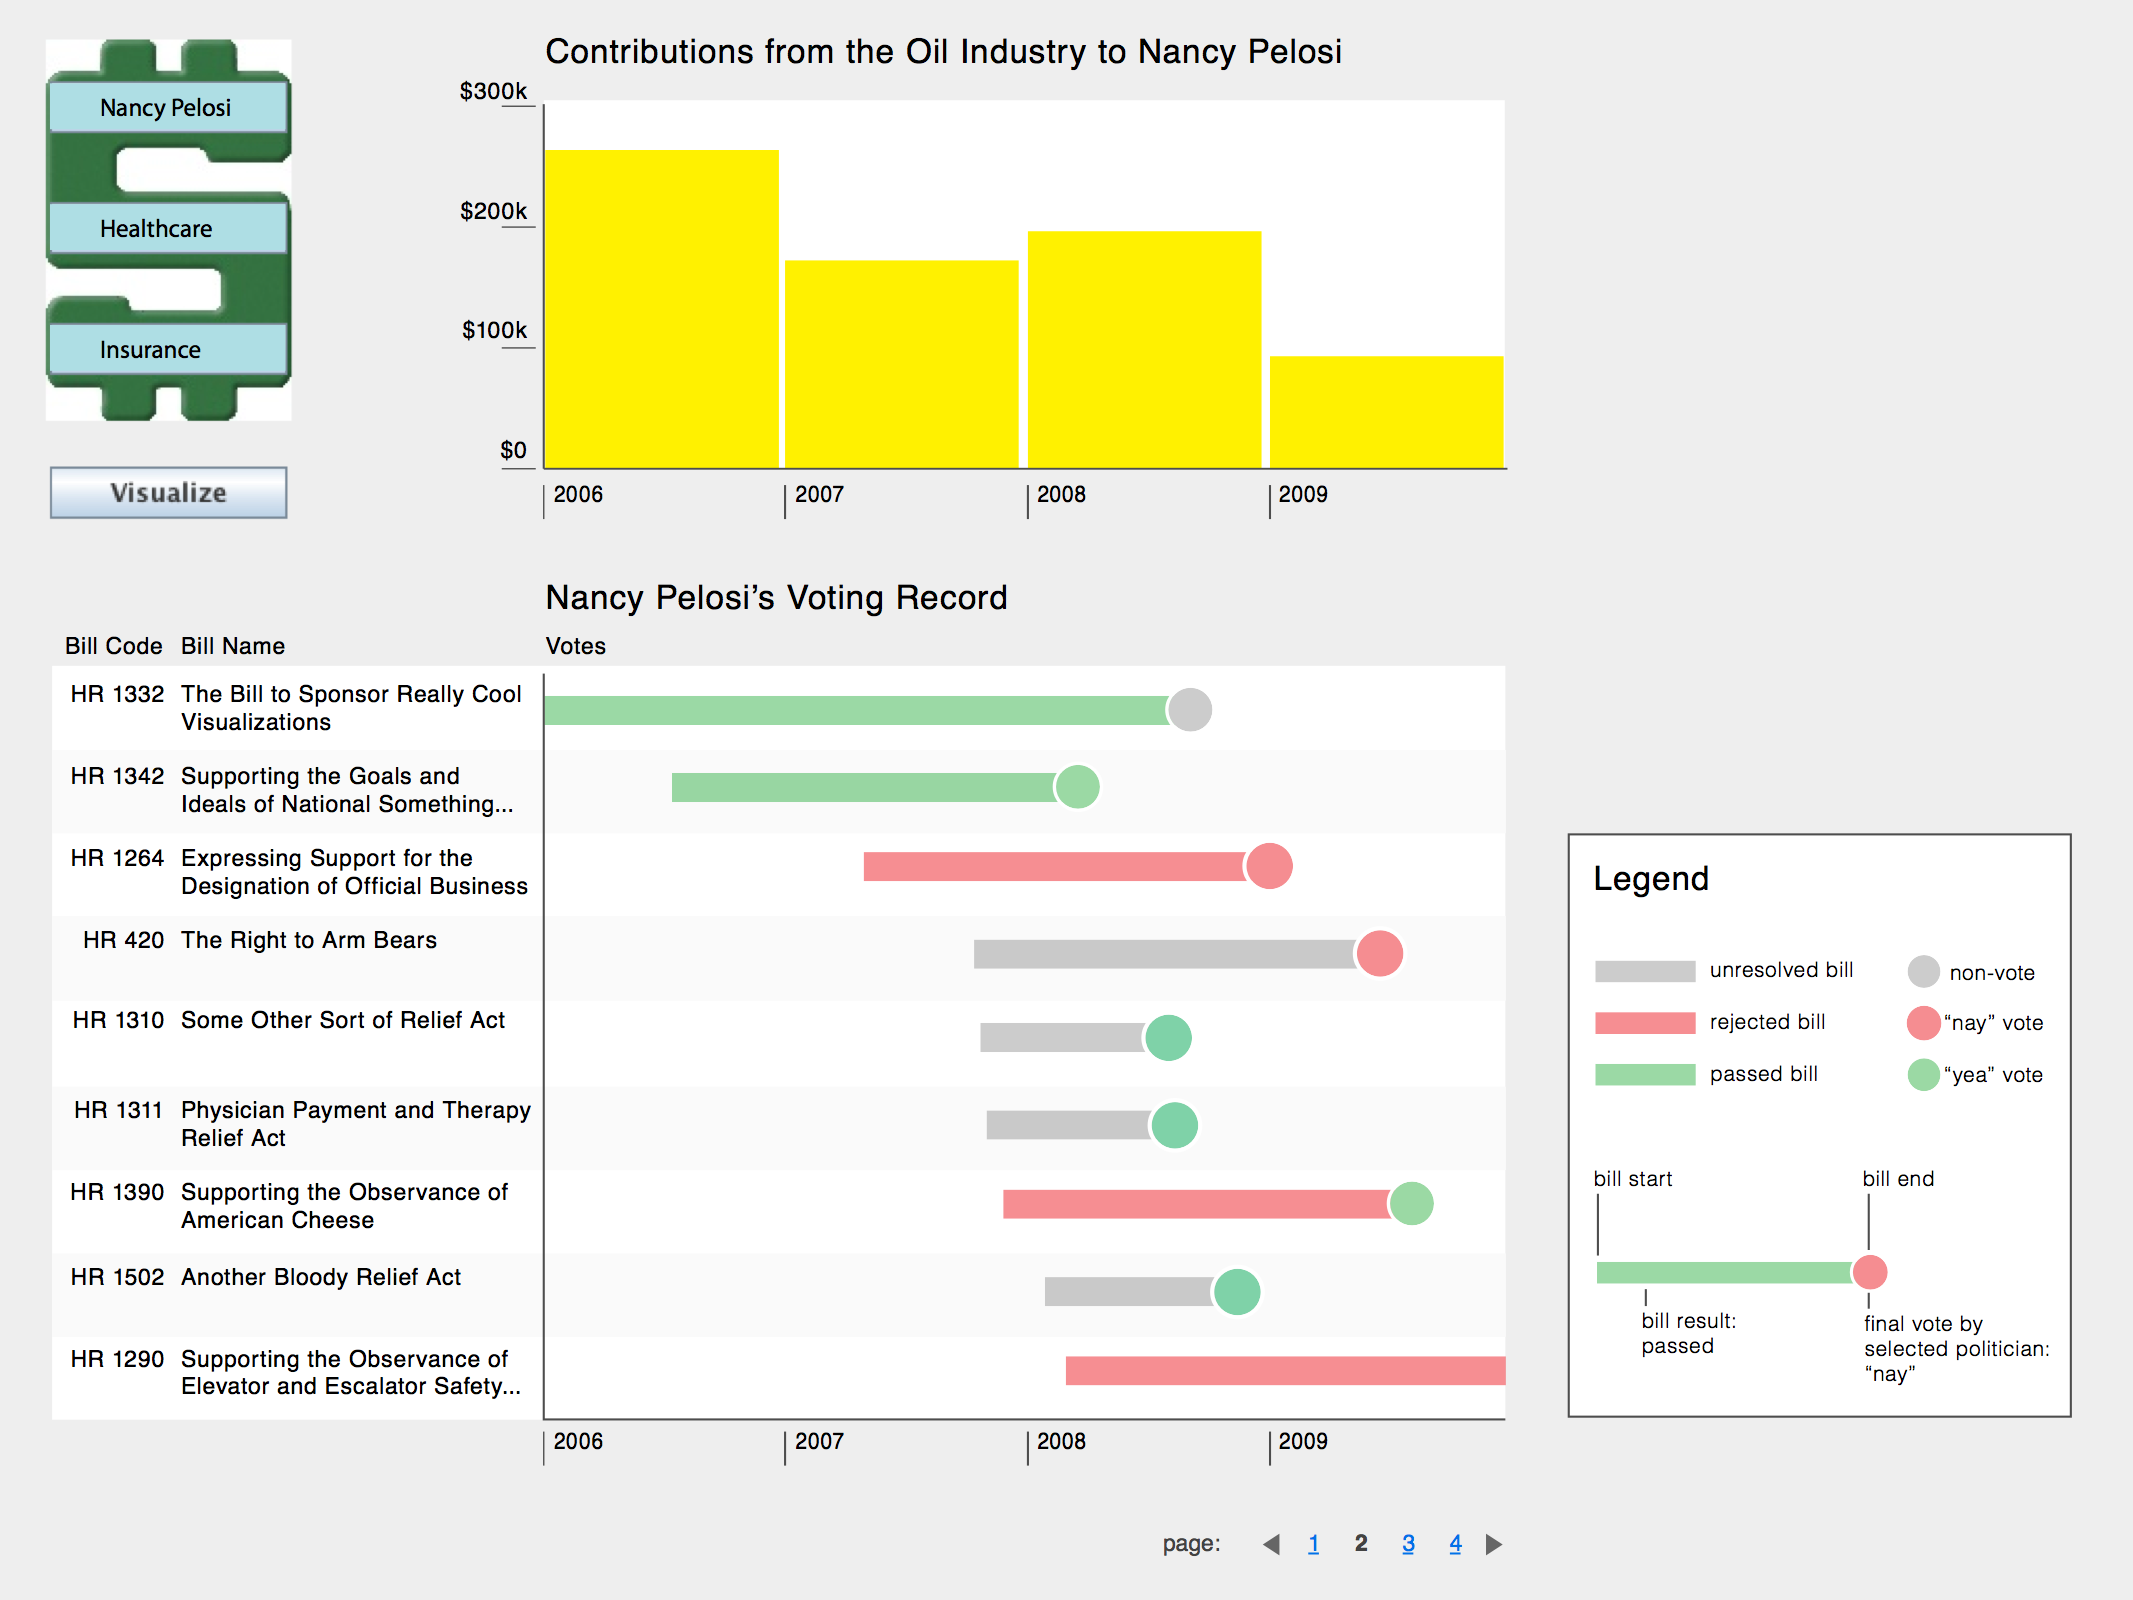 Nancy Pelosi
Healthcare
Insurance
Visualize
Contributions from the Oil Industry to Nancy Pelosi
$300k
$200k
$100k
$0
2006 2007 2008 2009
Nancy Pelosi’s Voting Record
Bill Code Bill Name Votes
HR 1332 The Bill to Sponsor Really Cool
Visualizations
HR 1342 Supporting the Goals and
Ideals of National Something...
HR 1264 Expressing Support for the
Designation of Official Business
HR 420 The Right to Arm Bears
HR 1310 Some Other Sort of Relief Act
HR 1311 Physician Payment and Therapy
Relief Act
HR 1390 Supporting the Observance of
American Cheese
HR 1502 Another Bloody Relief Act
HR 1290 Supporting the Observance of
Elevator and Escalator Safety...
2006 2007 2008 2009
page: 1 2 3 4
Legend
unresolved bill non-vote
rejected bill “nay” vote
passed bill “yea” vote
bill start bill end
bill result:
passed
final vote by
selected politician:
“nay”